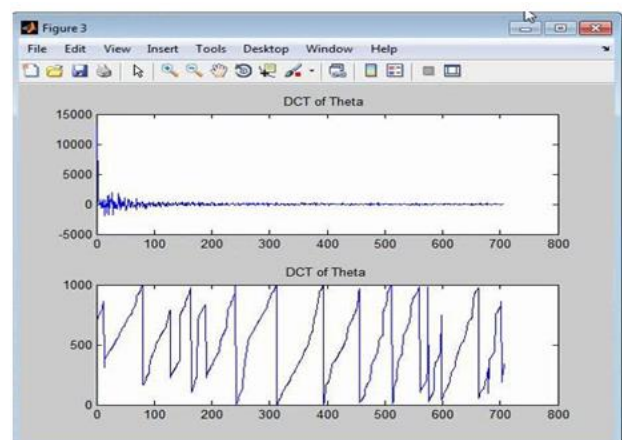 Figure 3
File Edit View Insert Tools Desktop Window Help
DCT of Theta
15000
10000
5000
0
-5000
0 100 200 300 400 500 600 700 800
DCT of Theta
1000
500
0
0 100 200 300 400 500 600 700 800